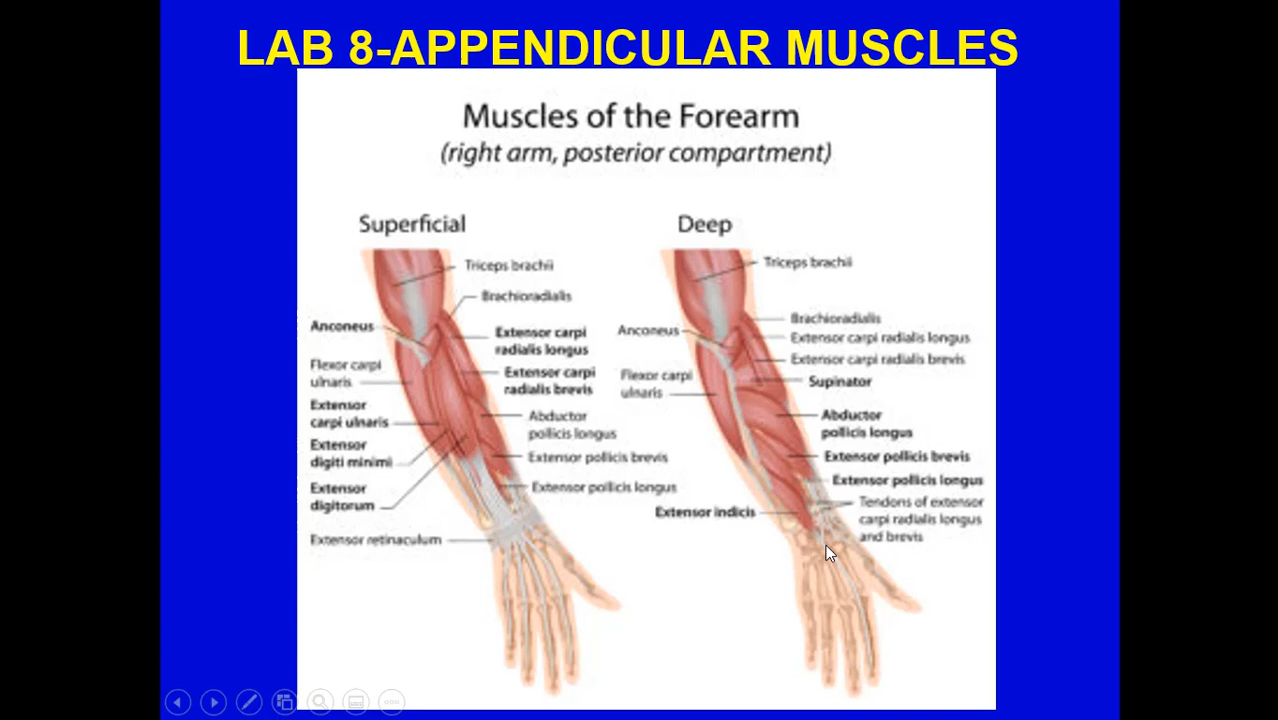 LAB 8-APPENDICULAR MUSCLES
Muscles of the Forearm
(right arm, posterior compartment)
Superficial
Triceps brachii
Brachioradialis
Anconeus
Extensor carpi
radialis longus
Flexor carpi
ulnaris
Extensor carpi
radialis brevis
Extensor
carpi ulnaris
Abductor
pollicis longus
Extensor
digiti minimi
Extensor pollicis brevis
Extensor
digitorum
Extensor pollicis longus
Extensor retinaculum
Deep
Triceps brachii
Brachioradialis
Anconeus
Extensor carpi radialis longus
Extensor carpi radialis brevis
Flexor carpi
ulnaris
Supinator
Abductor
pollicis longus
Extensor pollicis brevis
Extensor pollicis longus
Extensor indicis
Tendons of extensor
carpi radialis longus
and brevis